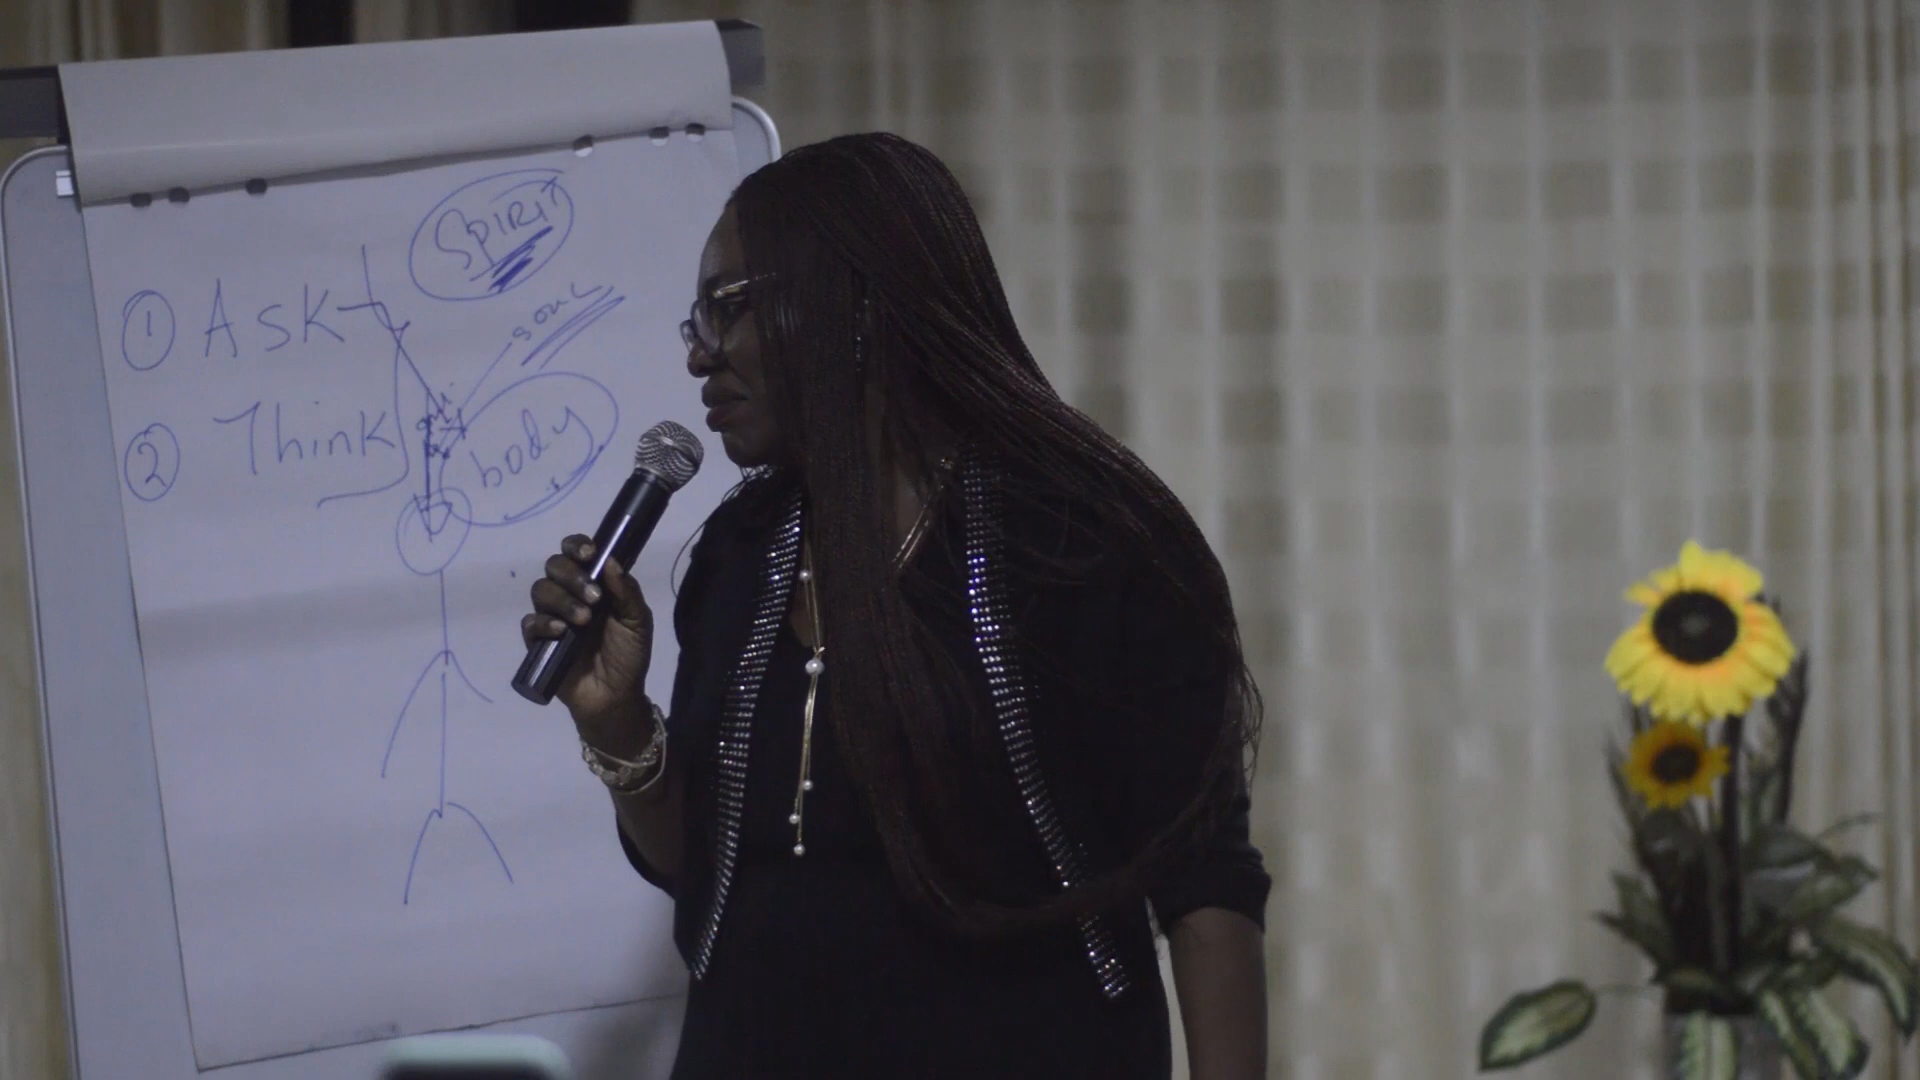 SPIRIT
① ASK
soul
② Think
body